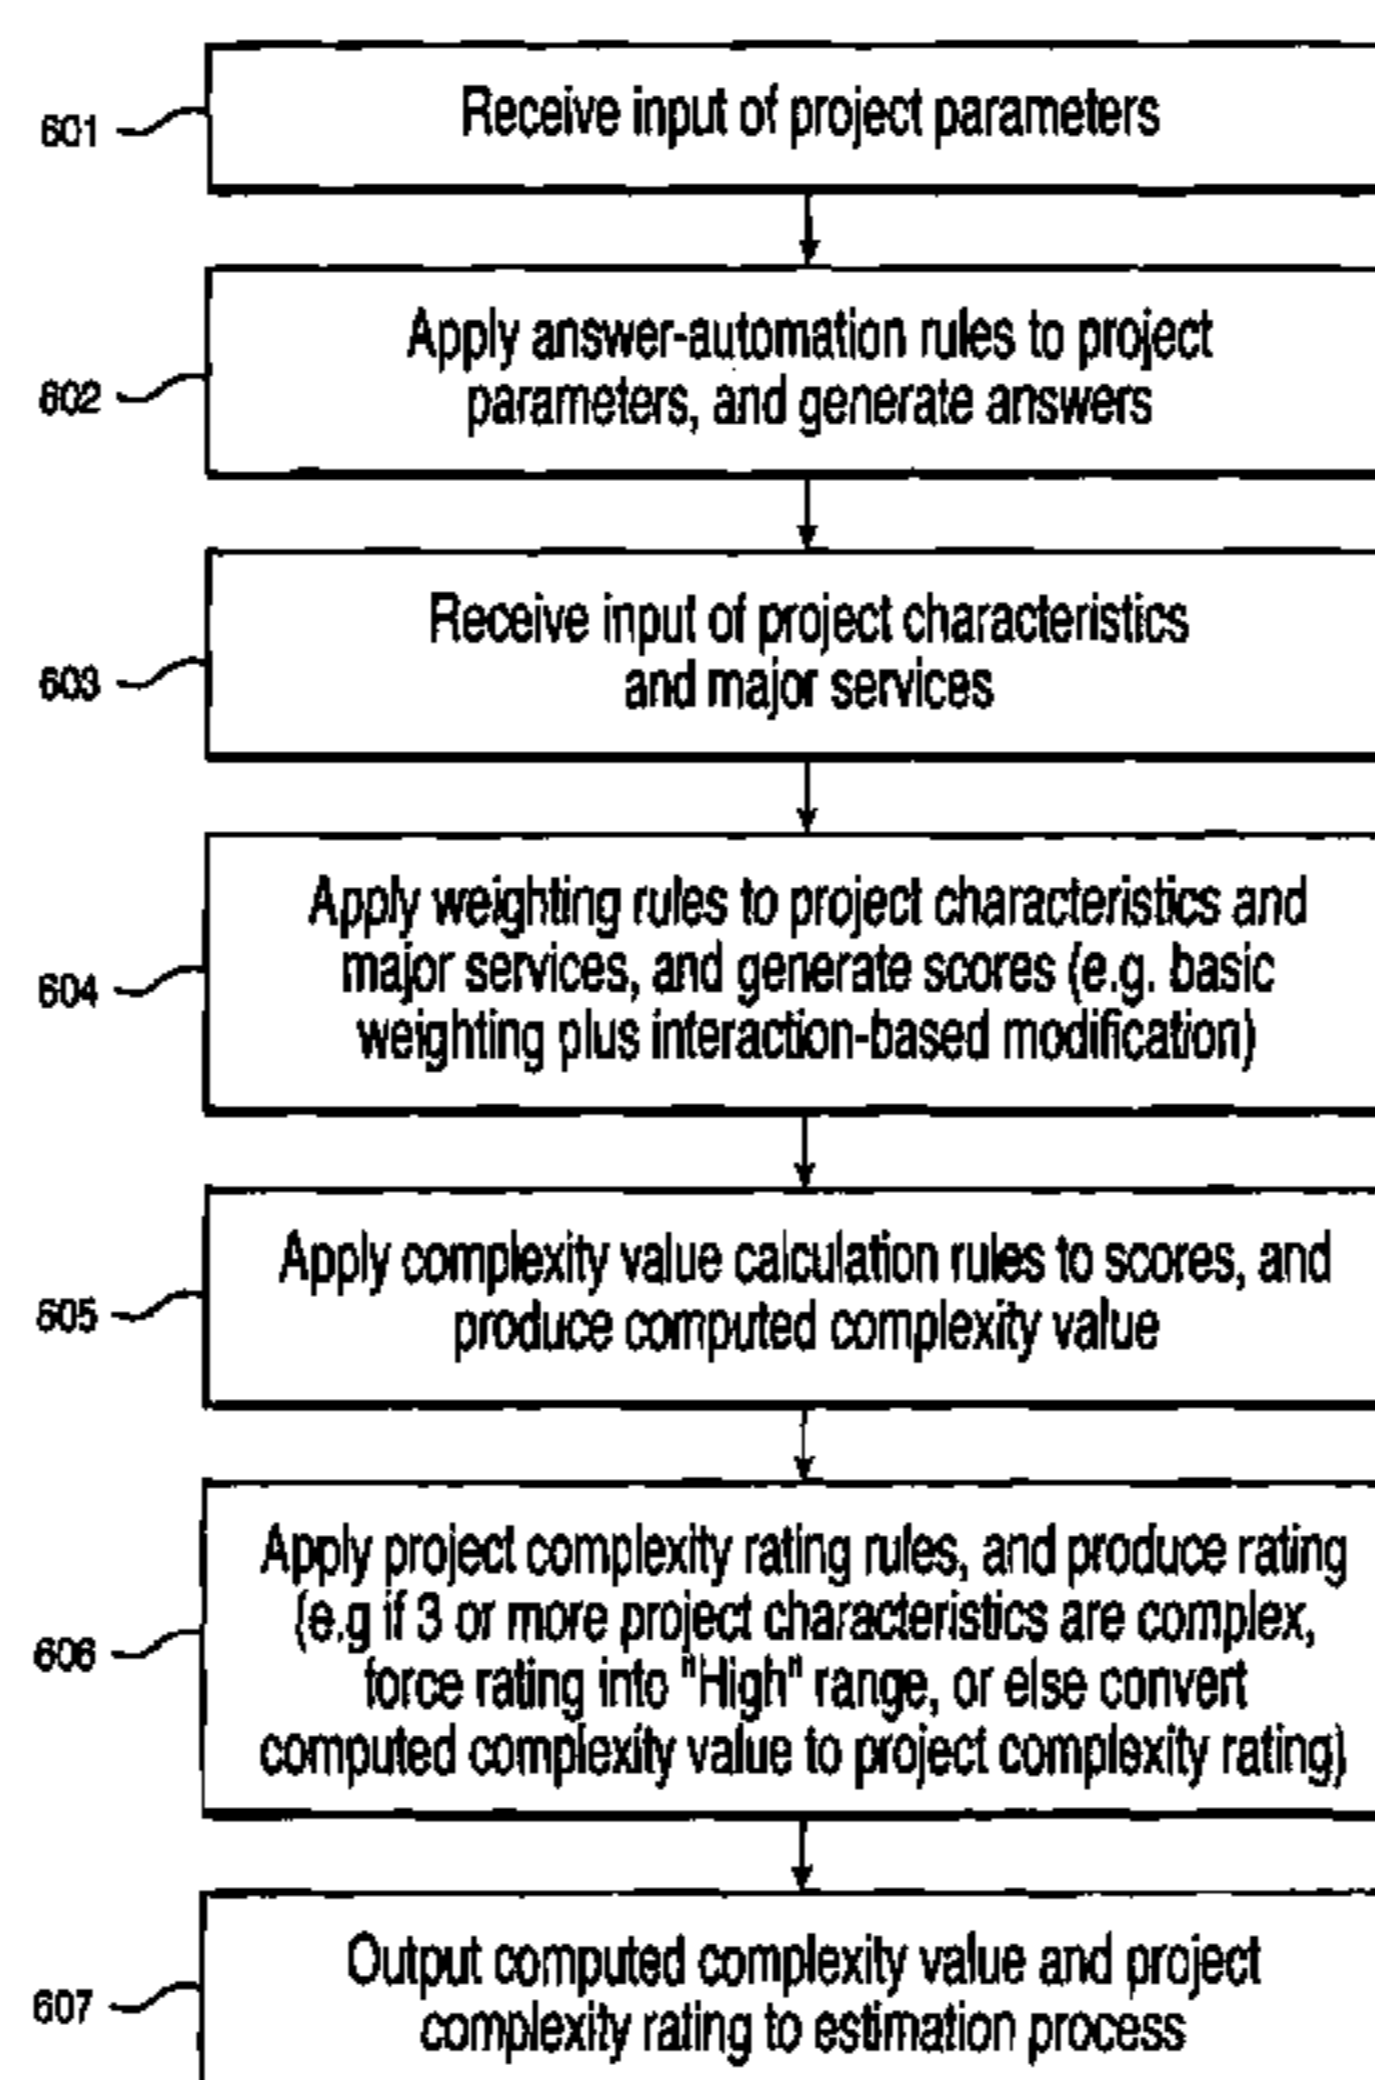 601
Receive input of project parameters
602
Apply answer-automation rules to project
parameters, and generate answers
603
Receive input of project characteristics
and major services
604
Apply weighting rules to project characteristics and
major services, and generate scores (e.g. basic
weighting plus interaction-based modification)
605
Apply complexity value calculation rules to scores, and
produce computed complexity value
606
Apply project complexity rating rules, and produce rating
(e.g if 3 or more project characteristics are complex,
force rating into "High" range, or else convert
computed complexity value to project complexity rating)
607
Output computed complexity value and project
complexity rating to estimation process